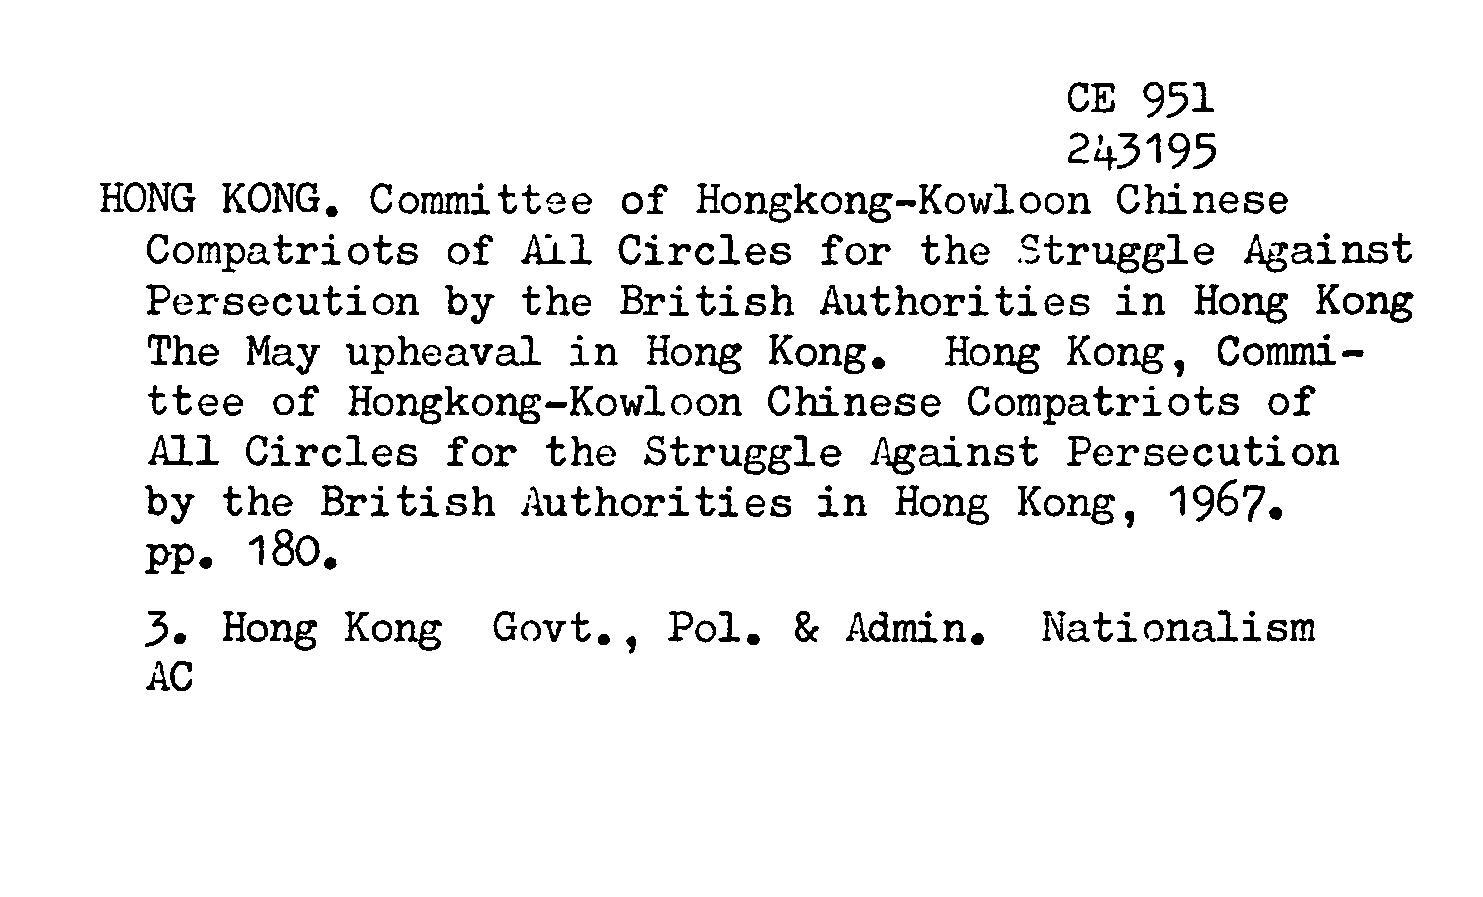 CE 951
243195
HONG KONG. Committee of Hongkong-Kowloon Chinese
Compatriots of All Circles for the Struggle Against
Persecution by the British Authorities in Hong Kong
The May upheaval in Hong Kong. Hong Kong, Commi-
ttee of Hongkong-Kowloon Chinese Compatriots of
All Circles for the Struggle Against Persecution
by the British Authorities in Hong Kong, 1967.
pp. 180.
3. Hong Kong Govt., Pol. & Admin. Nationalism
AC